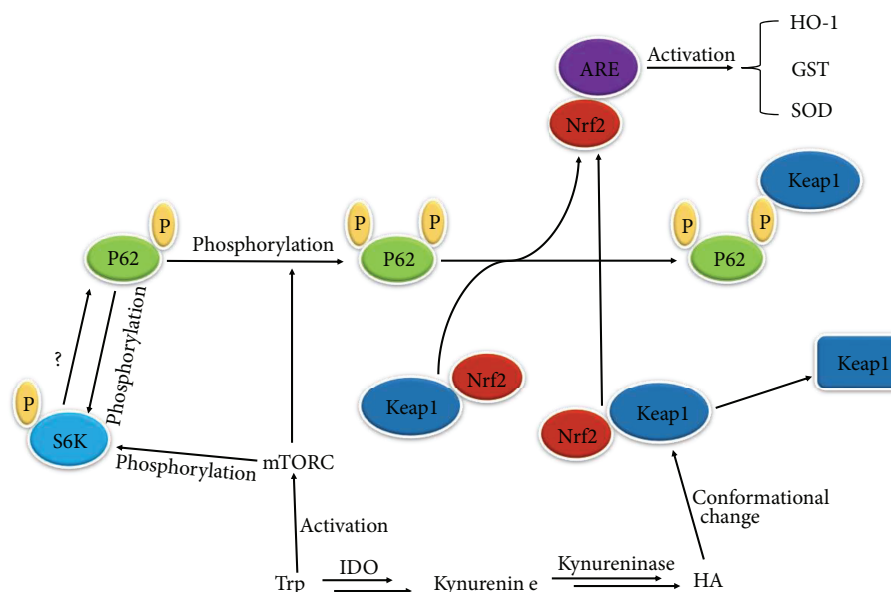 HO-1
ARE
Activation
GST
Nrf2
SOD
Keap1
P
P
P
P
P
P62
Phosphorylation
P62
P62
?
Phosphorylation
Nrf2
Keap1
Keap1
P
Keap1
S6K
Nrf2
Phosphorylation
mTORC
Conformational
change
Activation
Trp
IDO
Kynurenin e
Kynureninase
HA